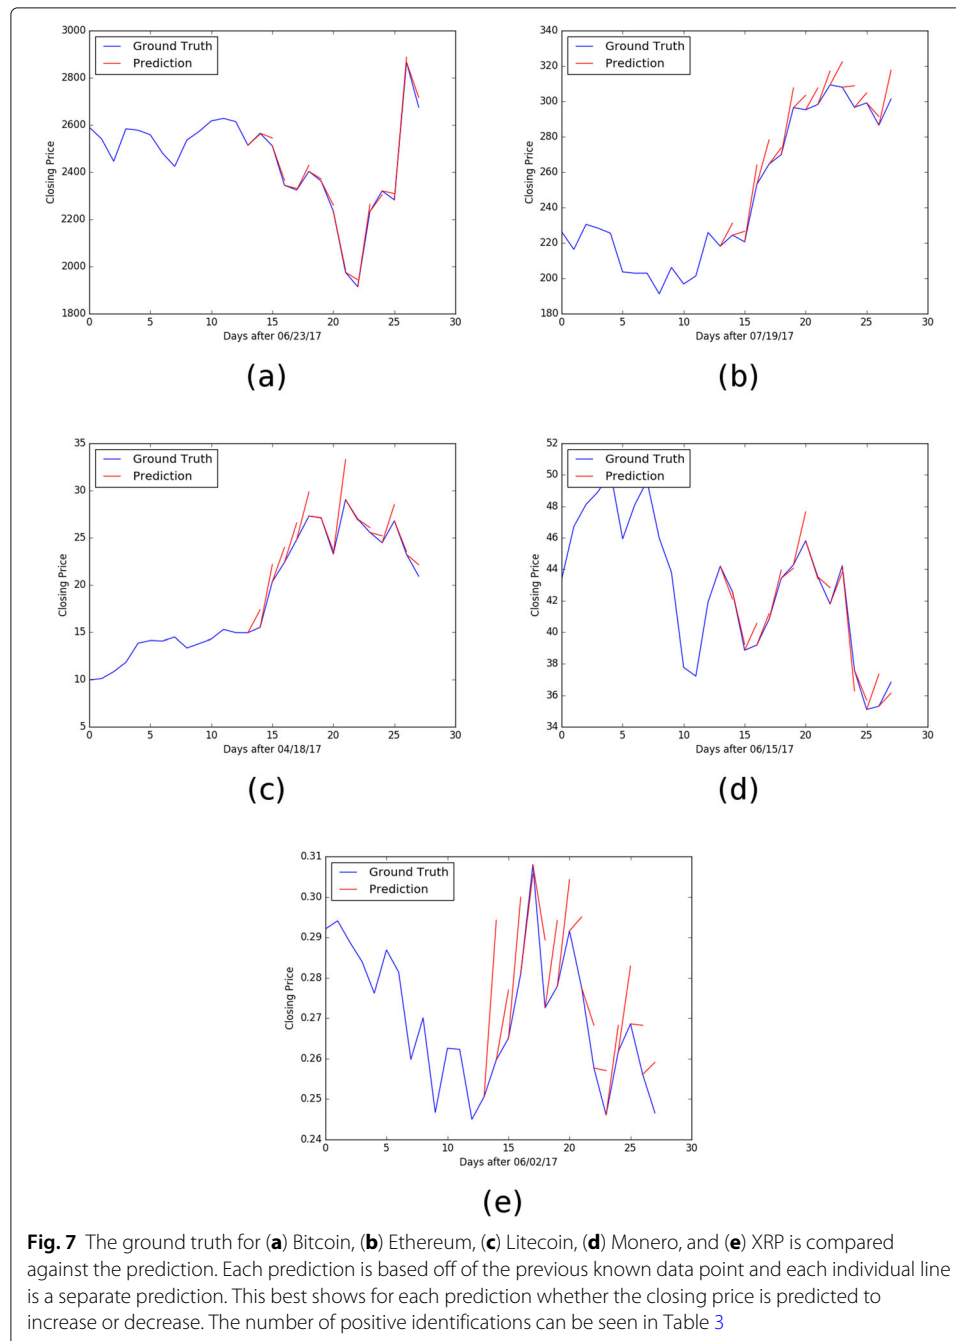 3000
2800
2600
2400
2200
2000
1800
Closing Price
Ground Truth
Prediction
0 5 10 15 20 25 30
Days after 06/23/17
(a)
340
320
300
280
260
240
220
200
180
Closing Price
Ground Truth
Prediction
0 5 10 15 20 25 30
Days after 07/19/17
(b)
35
30
25
20
15
10
5
Closing Price
Ground Truth
Prediction
0 5 10 15 20 25 30
Days after 04/18/17
(c)
52
50
48
46
44
42
40
38
36
34
Closing Price
Ground Truth
Prediction
0 5 10 15 20 25 30
Days after 06/15/17
(d)
0.31
0.30
0.29
0.28
0.27
0.26
0.25
0.24
Closing Price
Ground Truth
Prediction
0 5 10 15 20 25 30
Days after 06/02/17
(e)
Fig. 7 The ground truth for (a) Bitcoin, (b) Ethereum, (c) Litecoin, (d) Monero, and (e) XRP is compared
against the prediction. Each prediction is based off of the previous known data point and each individual line
is a separate prediction. This best shows for each prediction whether the closing price is predicted to
increase or decrease. The number of positive identifications can be seen in Table 3